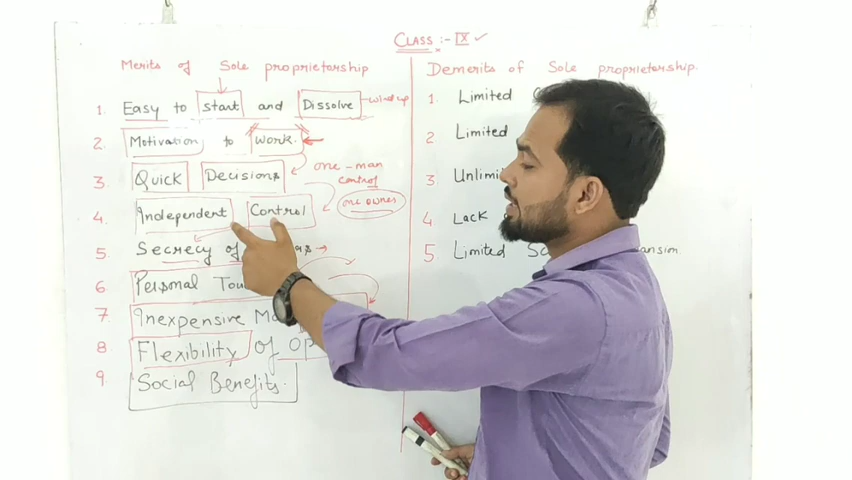 CLASS :- IX ✓
Merits of Sole proprietorship
1. Easy to start and Dissolve - wind up
2. Motivation to work.
3. Quick Decisions
one-man control
one owner
4. Independent Control
5. Secrecy of
6. Personal
7. Inexpensive
8. Flexibility of
9. Social Benefits.
Demerits of Sole proprietorship.
1. Limited
2. Limited
3.
4. Lack
5. Limited